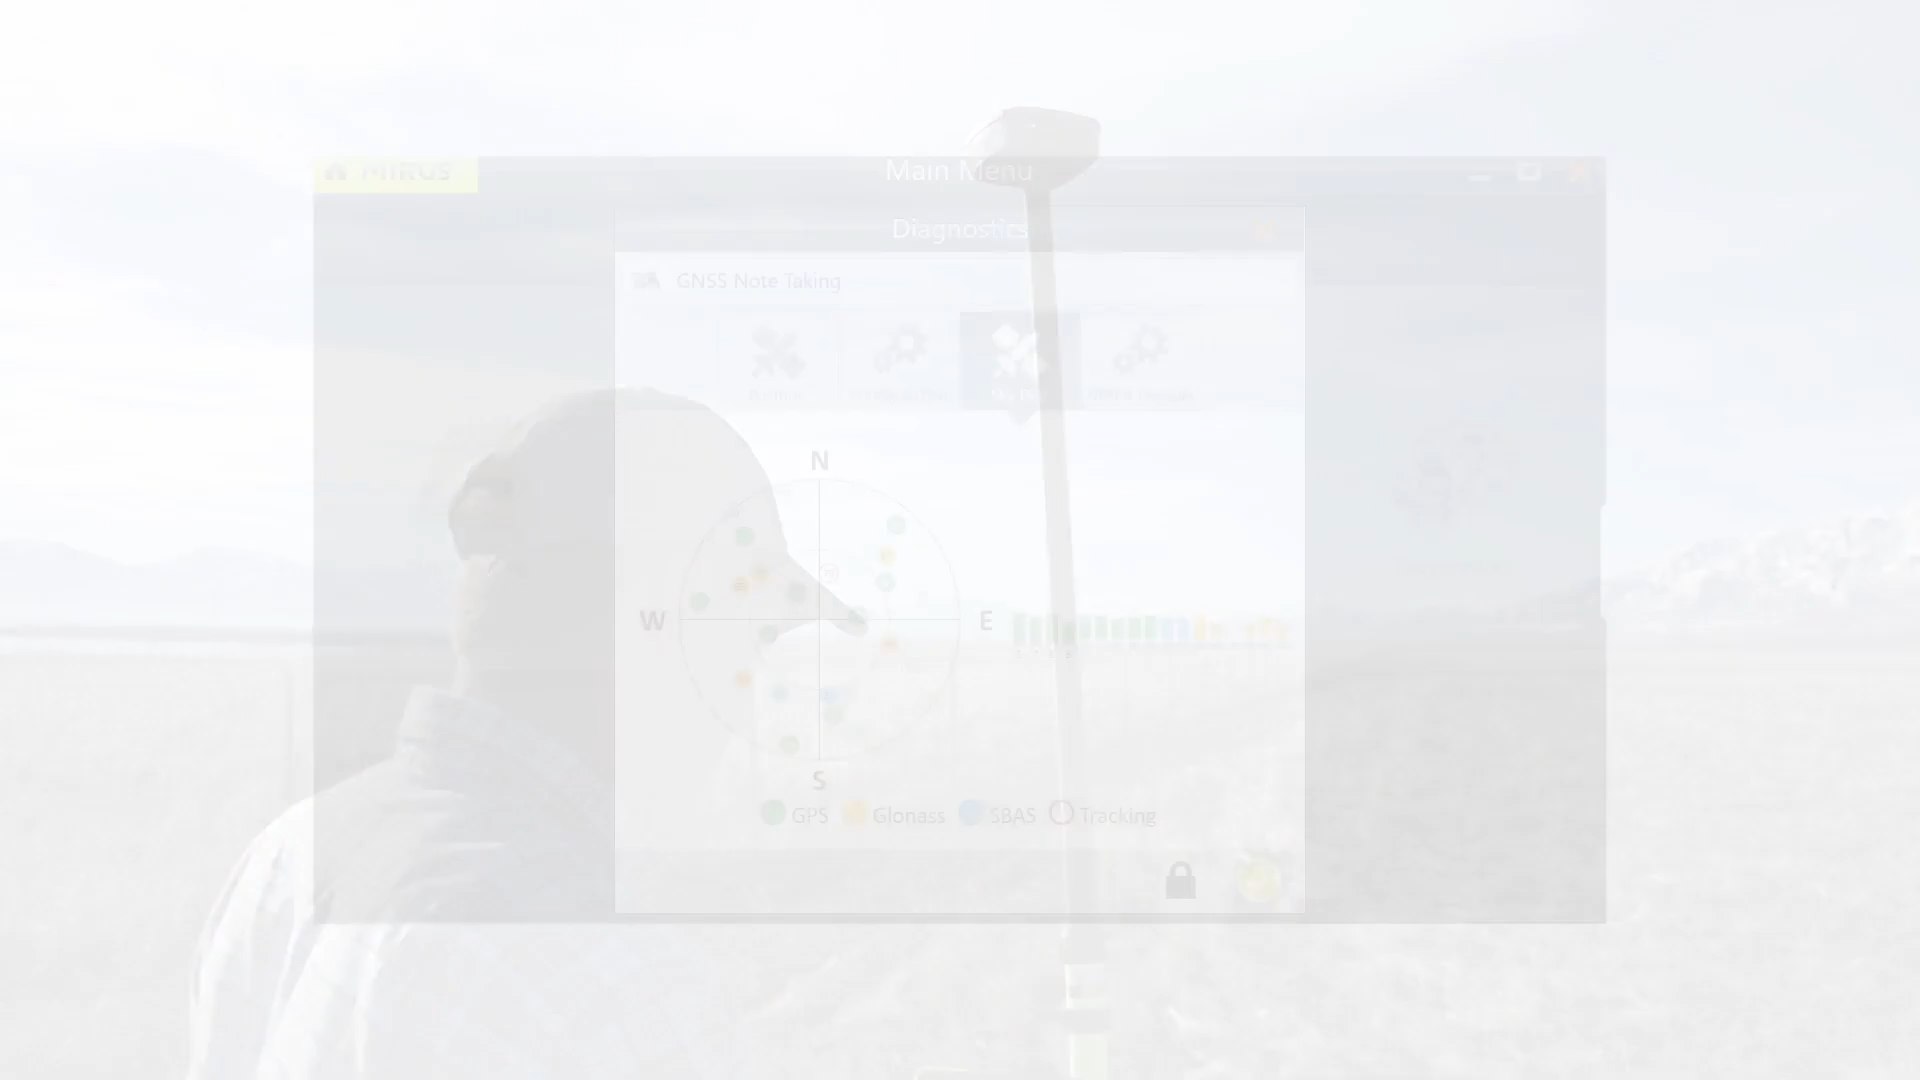 MIRUS
Main Menu
Diagnostics
GNSS Note Taking
N
W
E
S
GPS
Glonass
SBAS
Tracking